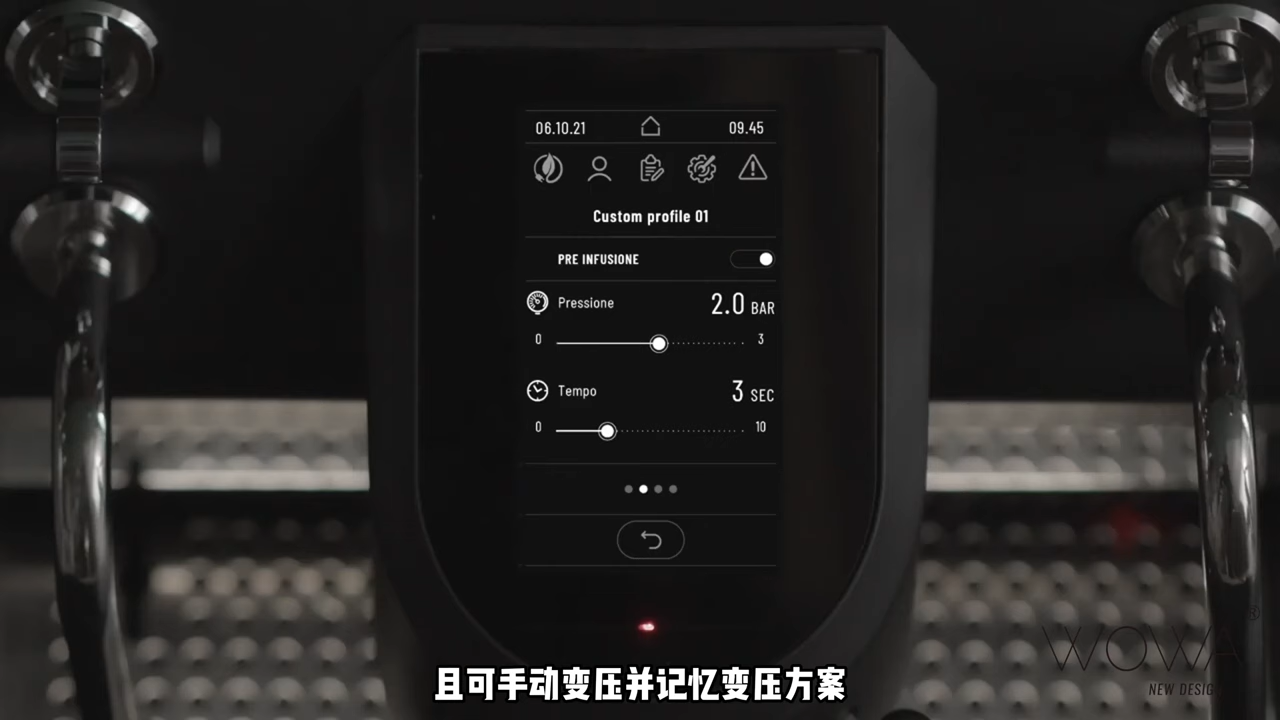 06.10.21 09.45
Custom profile 01
PRE INFUSIONE
Pressione 2.0 BAR
0 3
Tempo 3 SEC
0 10
WOWA®
NEW DESIGN
且可手动变压并记忆变压方案